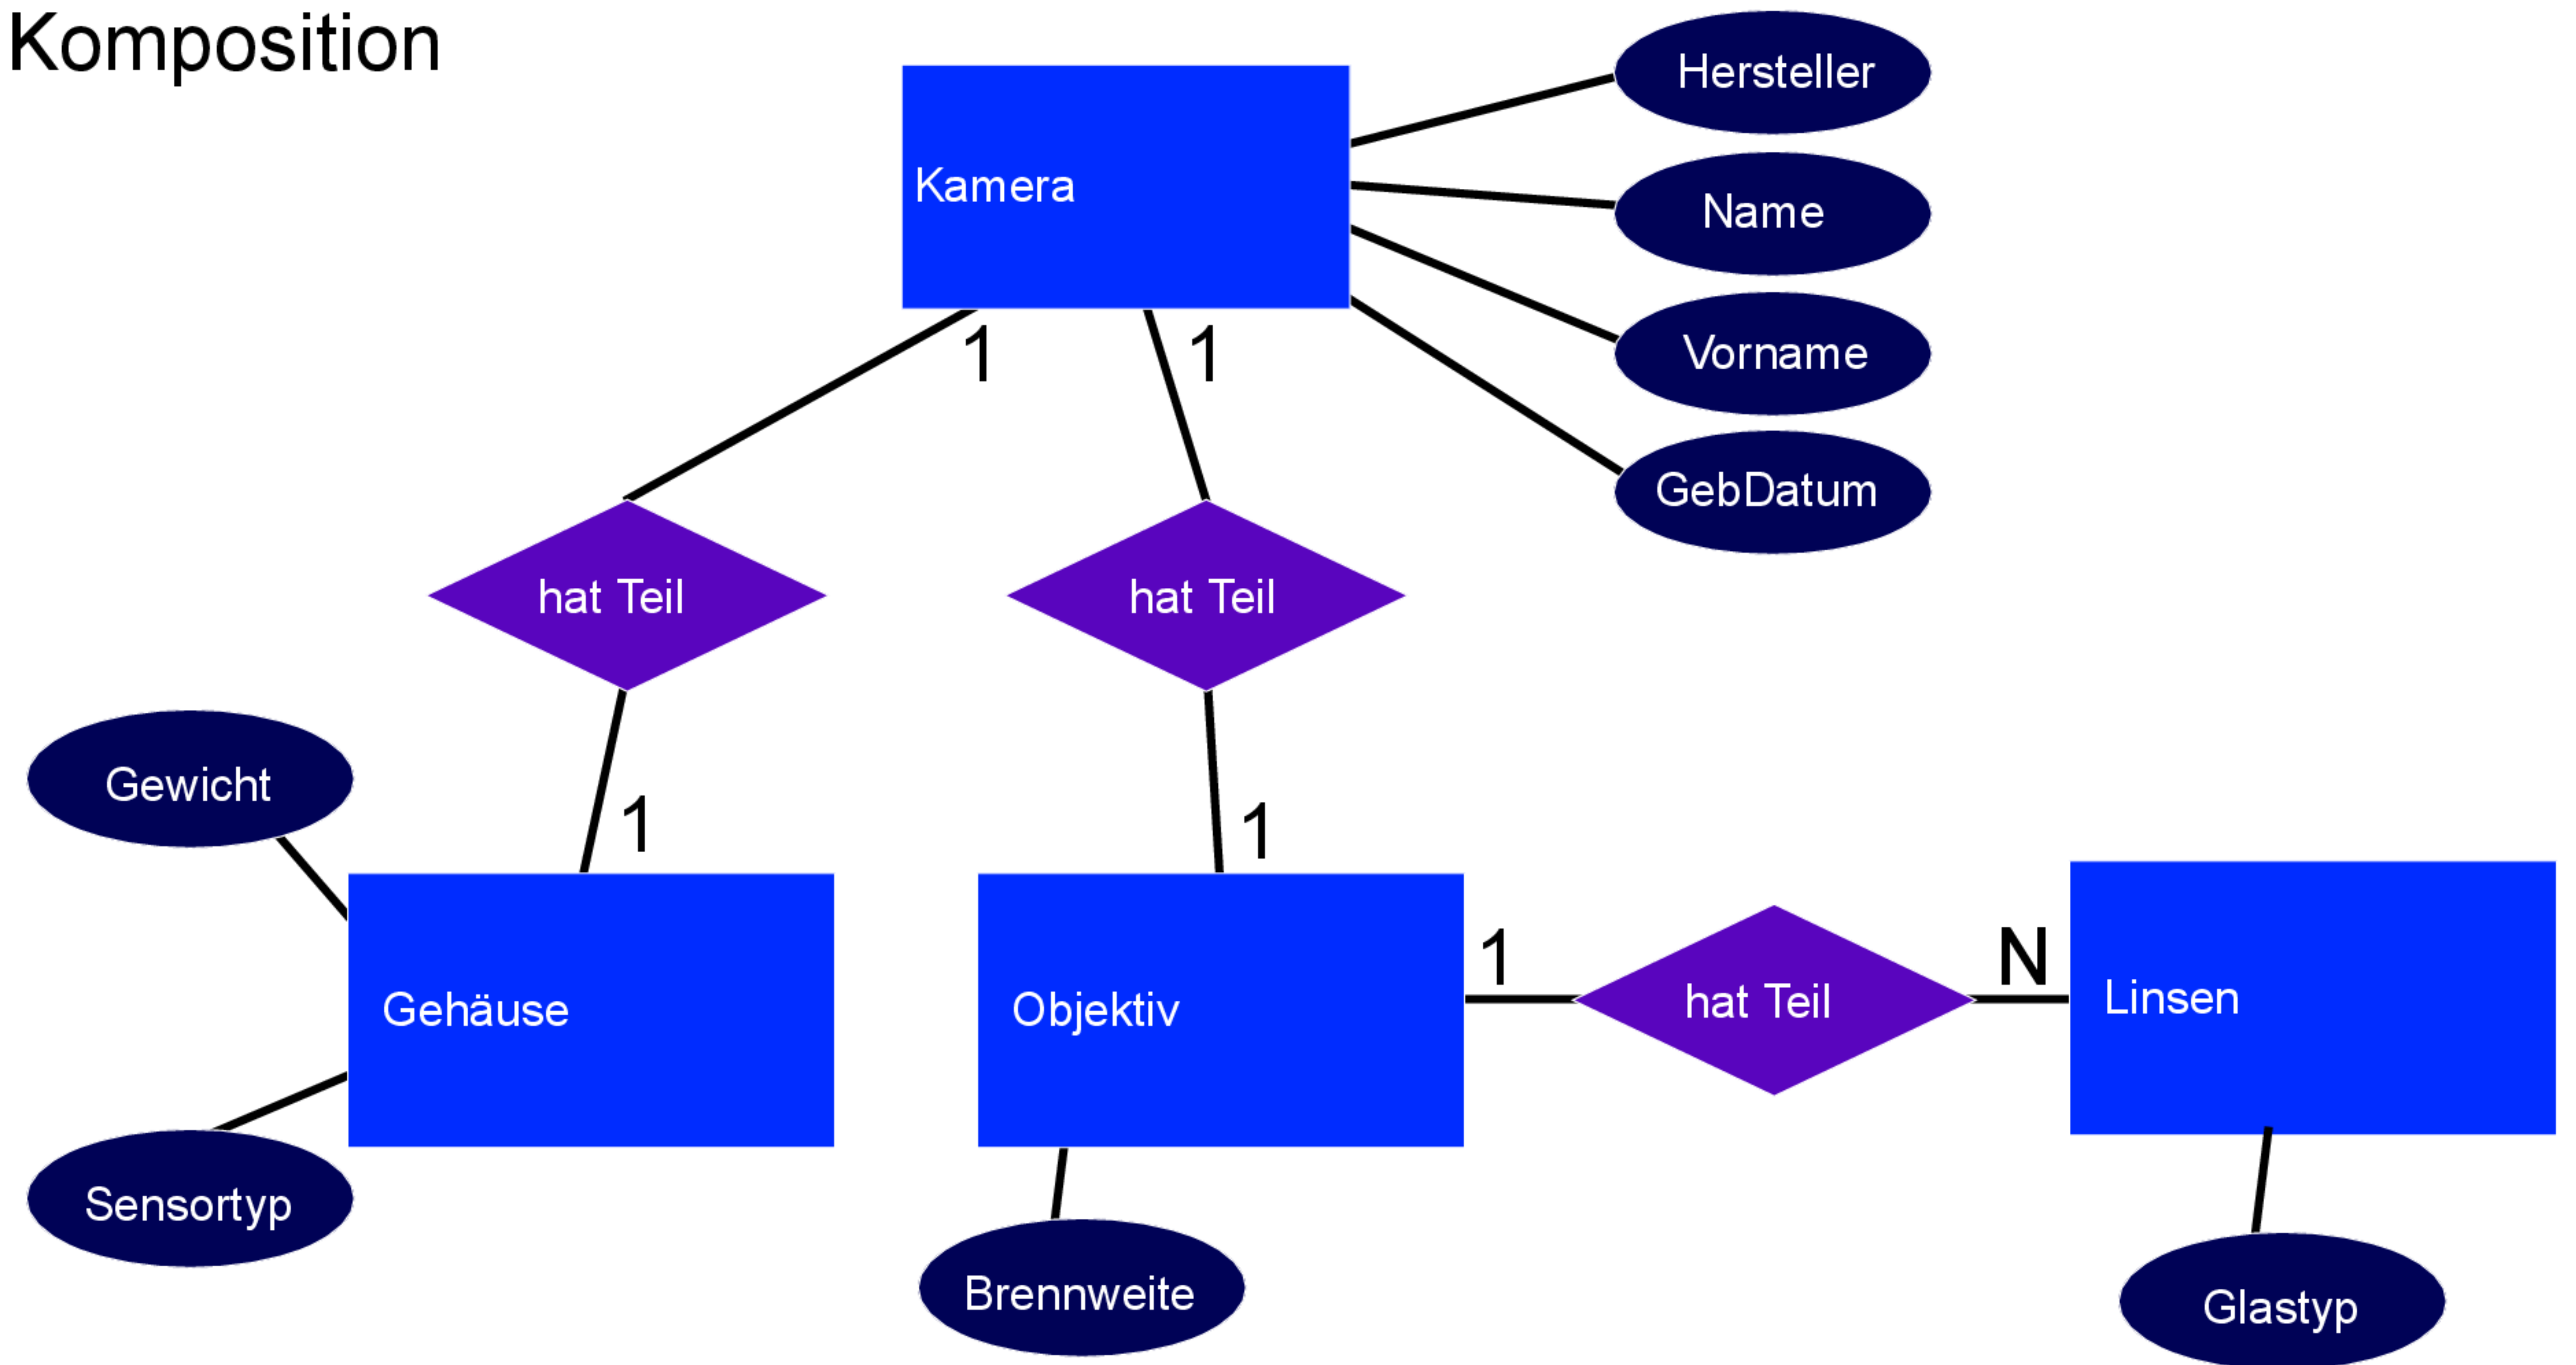 Komposition
Hersteller
Kamera
Name
Vorname
GebDatum
1
1
hat Teil
hat Teil
Gewicht
1
1
Gehäuse
Objektiv
1
hat Teil
N
Linsen
Sensortyp
Brennweite
Glastyp